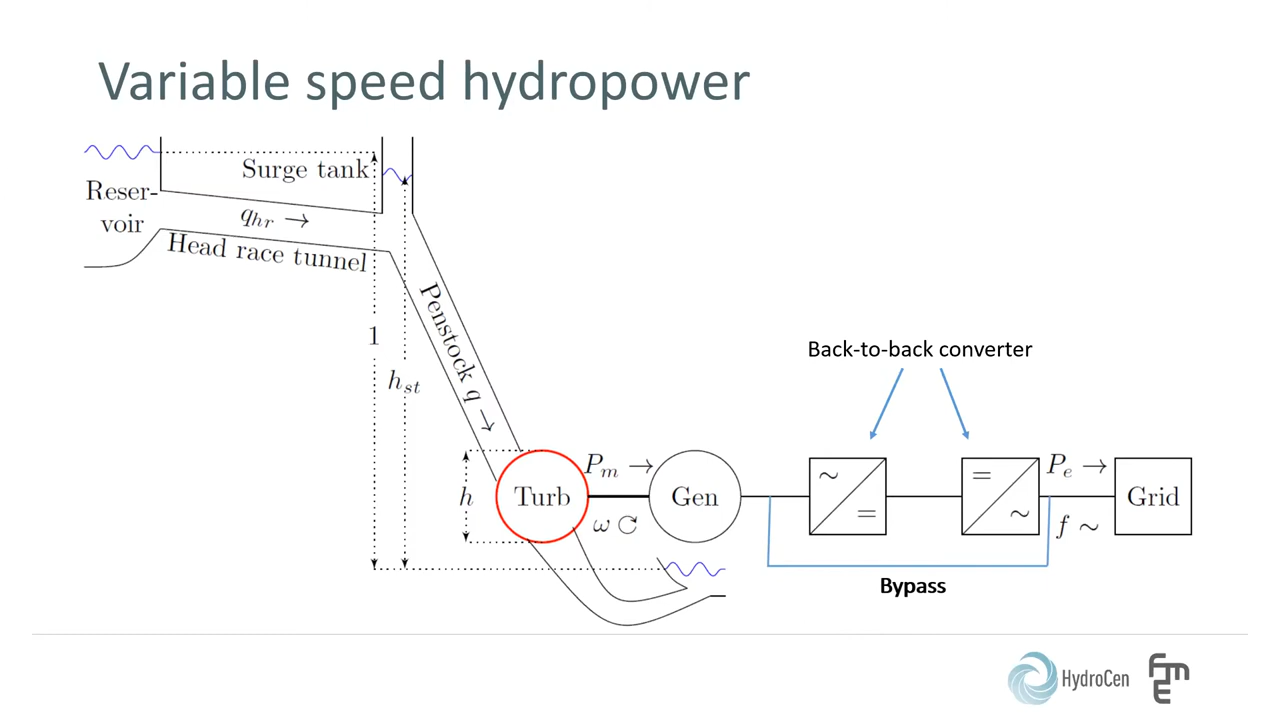 Variable speed hydropower
Surge tank
Reser-
voir
q_hr →
Head race tunnel
1
h_st
Penstock q →
Back-to-back converter
h
Turb
P_m →
ω ↻
Gen
~
=
=
~
P_e →
f ~
Grid
Bypass
HydroCen
fme